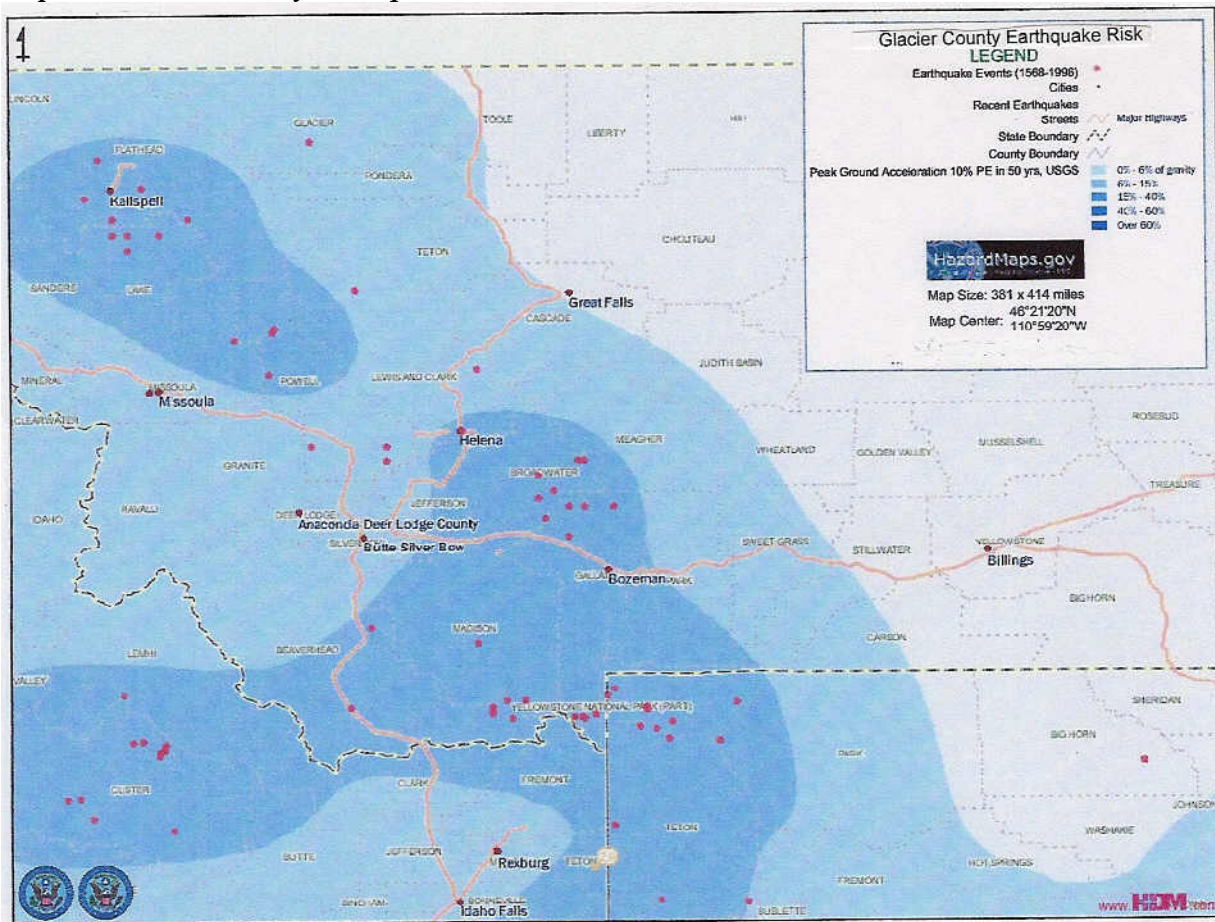 Glacier County Earthquake Risk
LEGEND
Earthquake Events (1568-1996)
Cities
Recent Earthquakes
Streets
Major Highways
State Boundary
County Boundary
Peak Ground Acceleration 10% PE in 50 yrs, USGS
0% - 6% of gravity
6% - 15%
15% - 40%
40% - 60%
Over 60%
HazardMaps.gov
Map Size: 381 x 414 miles
Map Center: 46°21'20"N
110°59'20"W
LINCOLN
GLACIER
TOOLE
LIBERTY
HILL
FLATHEAD
PONDERA
Kalispell
CHOUTEAU
TETON
SANDERS
LAKE
Great Falls
CASCADE
JUDITH BASIN
MINERAL
MISSOULA
POWELL
LEWIS AND CLARK
M'ssoula
CLEARWATER
ROSEBUD
Helena
MEAGHER
WHEATLAND
GOLDEN VALLEY
MUSSELSHELL
GRANITE
BROADWATER
TREASURE
JEFFERSON
IDAHO
RAVALLI
DEER LODGE
Anaconda Deer Lodge County
SILVER BOW
Butte Silver Bow
SWEET GRASS
STILLWATER
YELLOWSTONE
Billings
Bozeman
PARK
BIG HORN
MADISON
CARSON
BEAVERHEAD
LEMHI
VALLEY
YELLOWSTONE NATIONAL PARK (PART)
SHERIDAN
BIG HORN
PARK
CLARK
FREMONT
CUSTER
JOHNSON
TETON
WASHAKIE
BUTTE
JEFFERSON
Rexburg
TETON
HOT SPRINGS
FREMONT
BINGHAM
BONNEVILLE
Idaho Falls
SUBLETTE